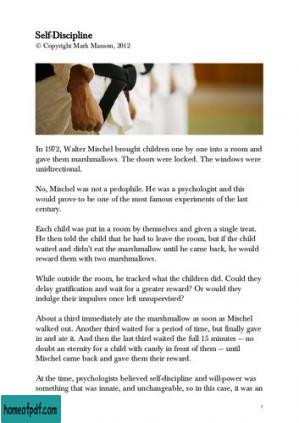 Self-Discipline
© Copyright Mark Manson, 2012
In 1972, Walter Mischel brought children one by one into a room and
gave them marshmallows. The doors were locked. The windows were
unidirectional.
No, Mischel was not a pedophile. He was a psychologist and this
would prove to be one of the most famous experiments of the last
century.
Each child was put in a room by themselves and given a single treat.
He then told the child that he had to leave the room, but if the child
waited and didn't eat the marshmallow until he came back, he would
reward them with two marshmallows.
While outside the room, he tracked what the children did. Could they
delay gratification and wait for a greater reward? Or would they
indulge their impulses once left unsupervised?
About a third immediately ate the marshmallow as soon as Mischel
walked out. Another third waited for a period of time, but finally gave
in and ate it. And then the last third waited the full 15 minutes — no
doubt an eternity for a child with candy in front of them — until
Mischel came back and gave them their reward.
At the time, psychologists believed self-discipline and will-power was
something that was innate, and unchangeable, so in this case, it was an
1
homeofpdf.com